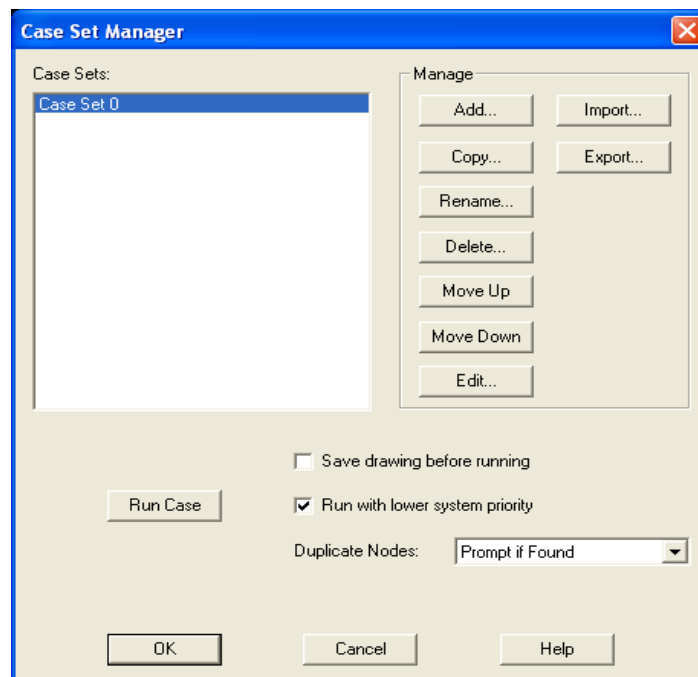 Case Set Manager
Case Sets:
Case Set 0
Manage
Add...
Import...
Copy...
Export...
Rename...
Delete...
Move Up
Move Down
Edit...
Save drawing before running
Run Case
Run with lower system priority
Duplicate Nodes:
Prompt if Found
OK
Cancel
Help